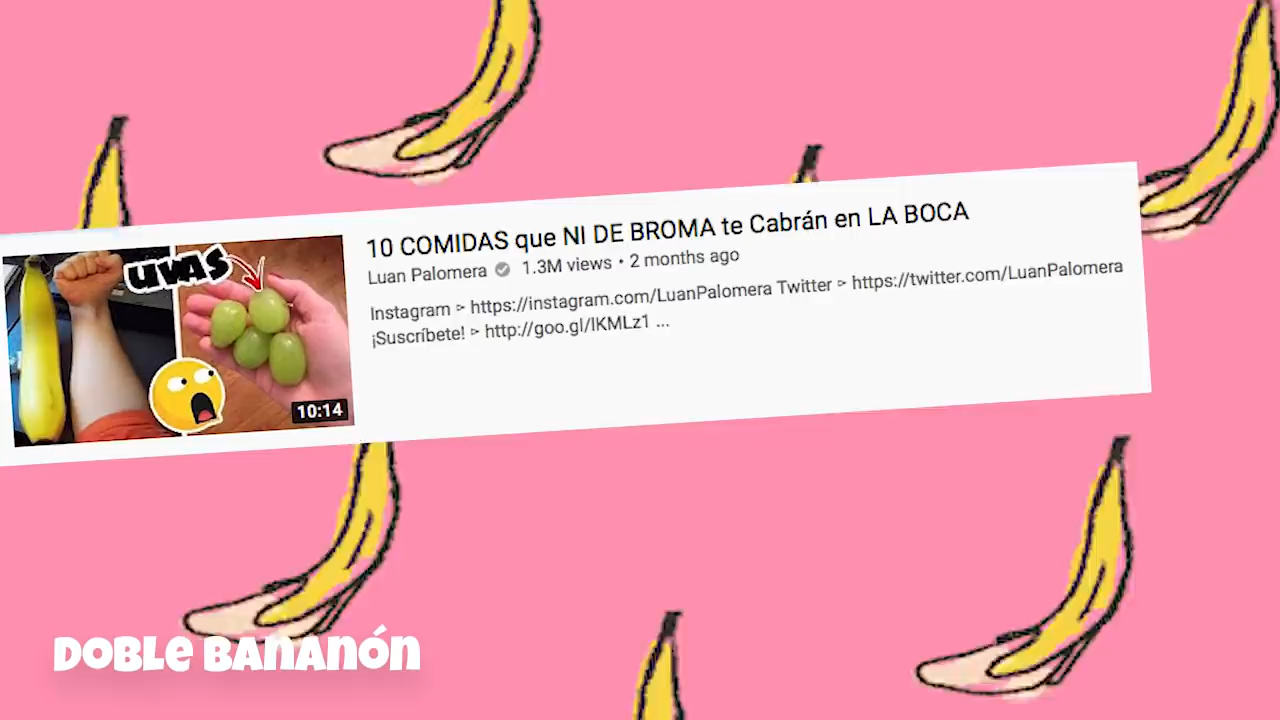 UVAS
10:14
10 COMIDAS que NI DE BROMA te Cabrán en LA BOCA
Luan Palomera 1.3M views • 2 months ago
Instagram ➢ https://instagram.com/LuanPalomera Twitter ➢ https://twitter.com/LuanPalomera
¡Suscríbete! ➢ http://goo.gl/IKMLz1 ...
DOBLE BANANÓN